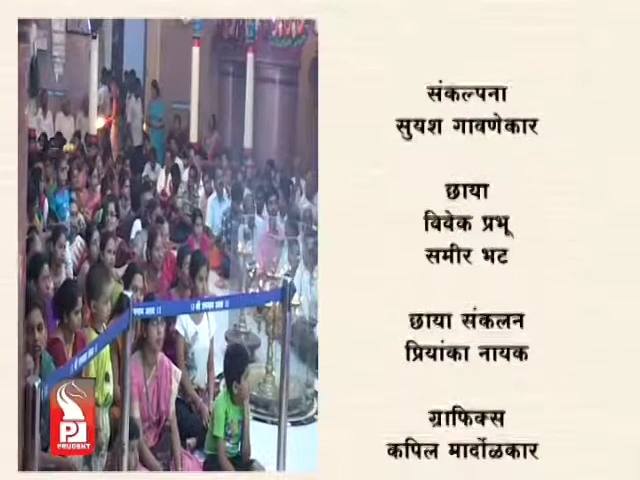 संकल्पना
सुयश गावणेकार
छाया
विवेक प्रभू
समीर भट
छाया संकलन
प्रियांका नायक
ग्राफिक्स
कपिल मार्दोळकार
PRUDENT